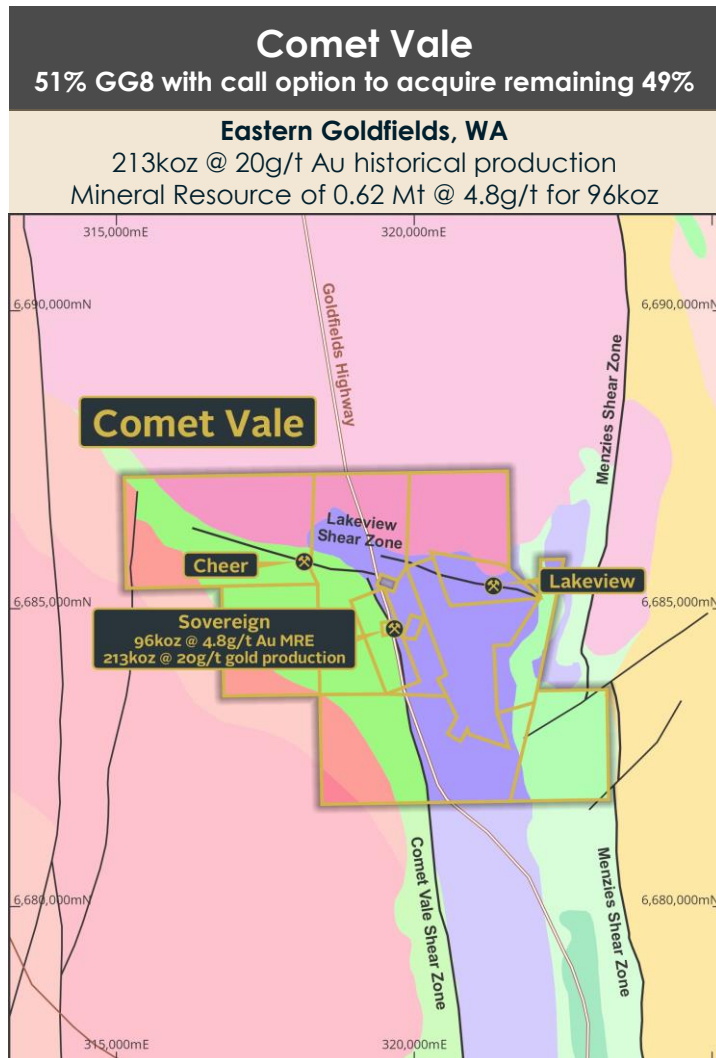 Comet Vale
51% GG8 with call option to acquire remaining 49%
Eastern Goldfields, WA
213koz @ 20g/t Au historical production
Mineral Resource of 0.62 Mt @ 4.8g/t for 96koz
315,000mE
320,000mE
6,690,000mN
6,690,000mN
Goldfields Highway
Menzies Shear Zone
Comet Vale
Lakeview
Shear Zone
Cheer
Lakeview
6,685,000mN
6,685,000mN
Sovereign
96koz @ 4.8g/t Au MRE
213koz @ 20g/t gold production
Comet Vale Shear Zone
Menzies Shear Zone
6,680,000mN
6,680,000mN
315,000mE
320,000mE